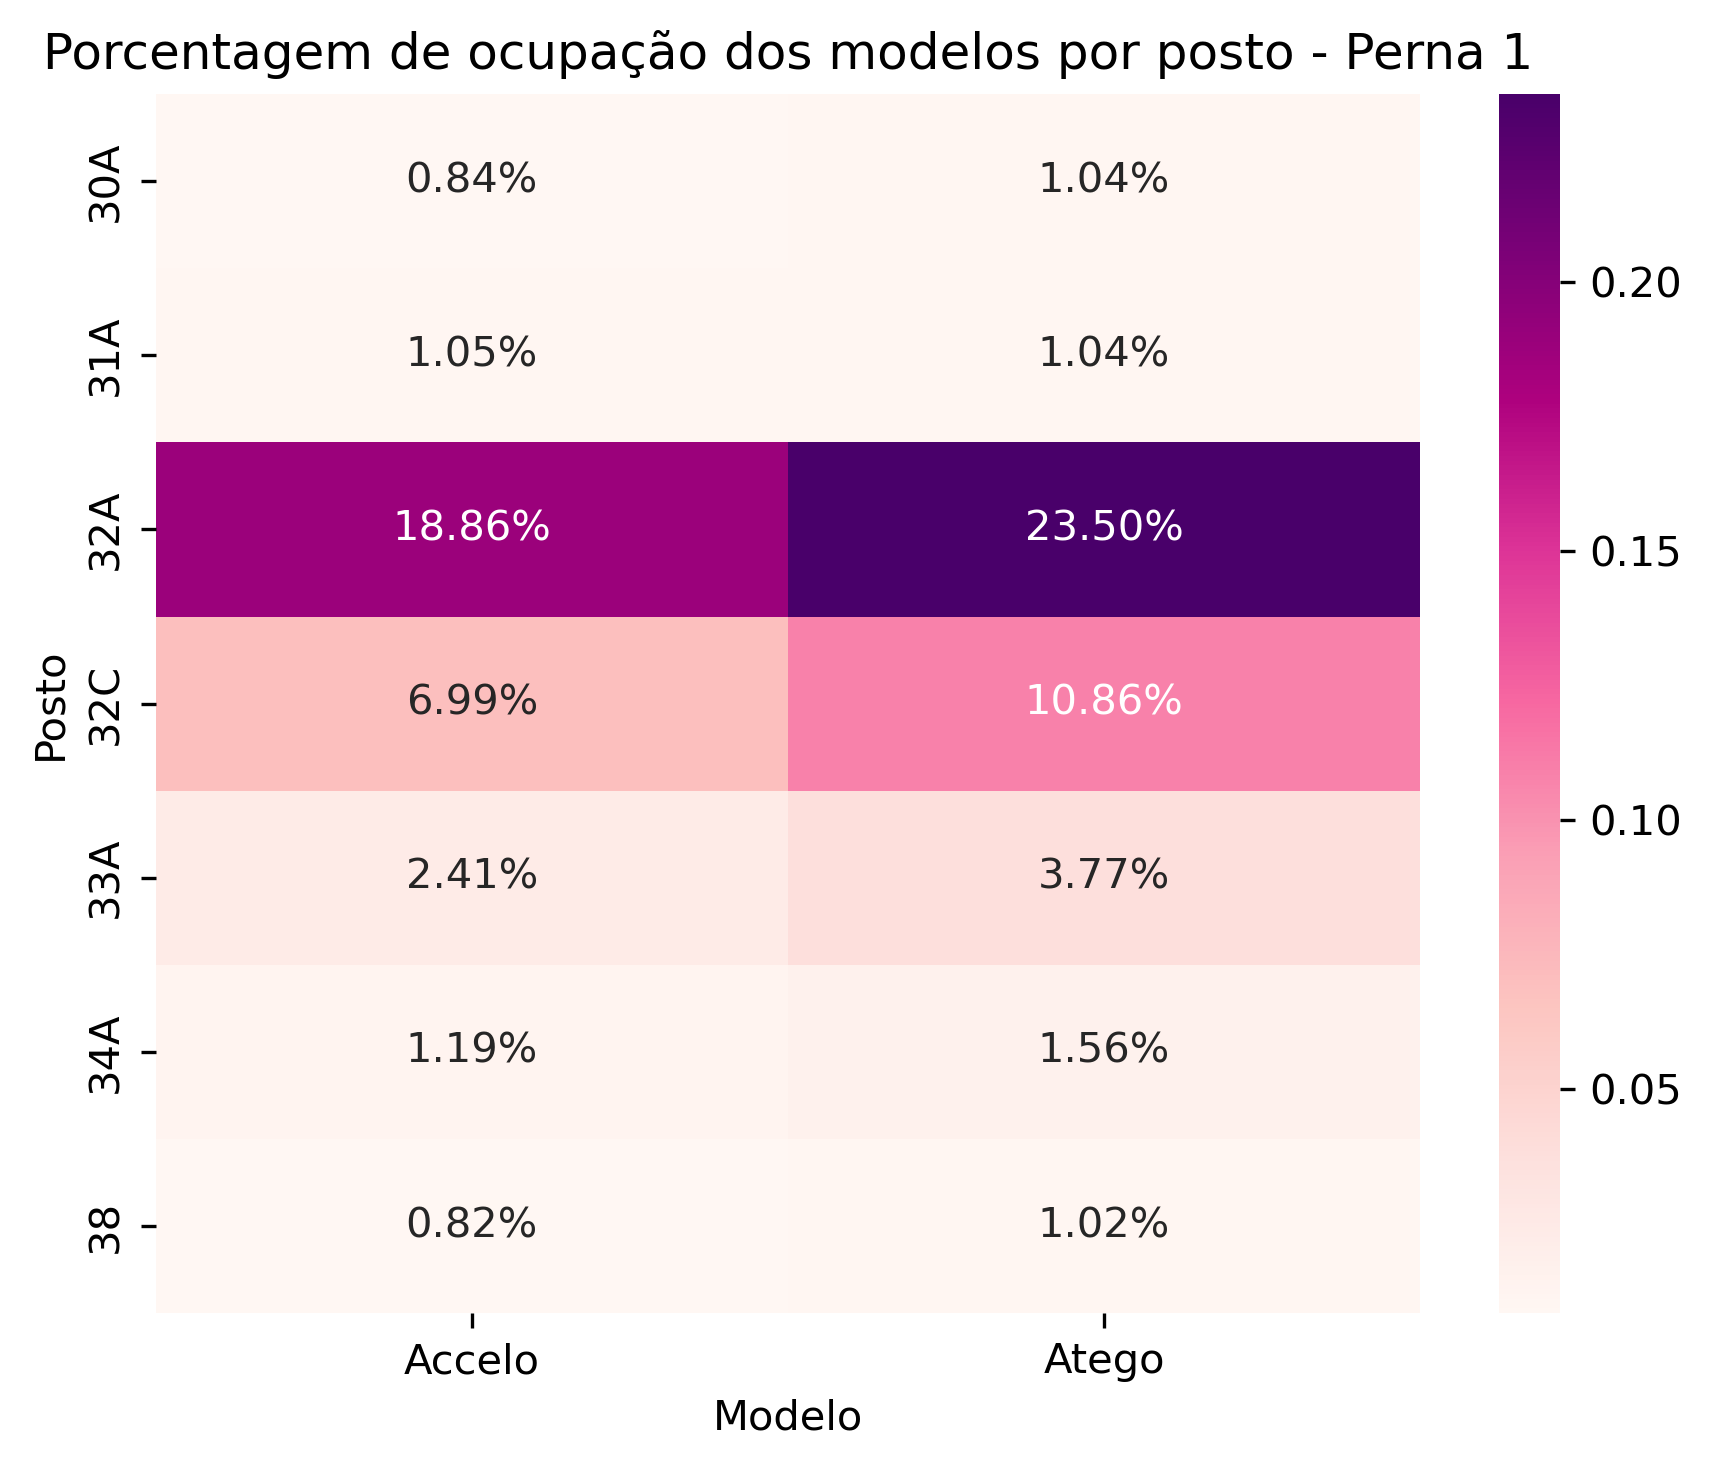 Porcentagem de ocupação dos modelos por posto - Perna 1
30A 0.84% 1.04%
31A 1.05% 1.04%
32A 18.86% 23.50%
32C 6.99% 10.86%
33A 2.41% 3.77%
34A 1.19% 1.56%
38 0.82% 1.02%
Posto
Accelo Atego
Modelo
0.20
0.15
0.10
0.05